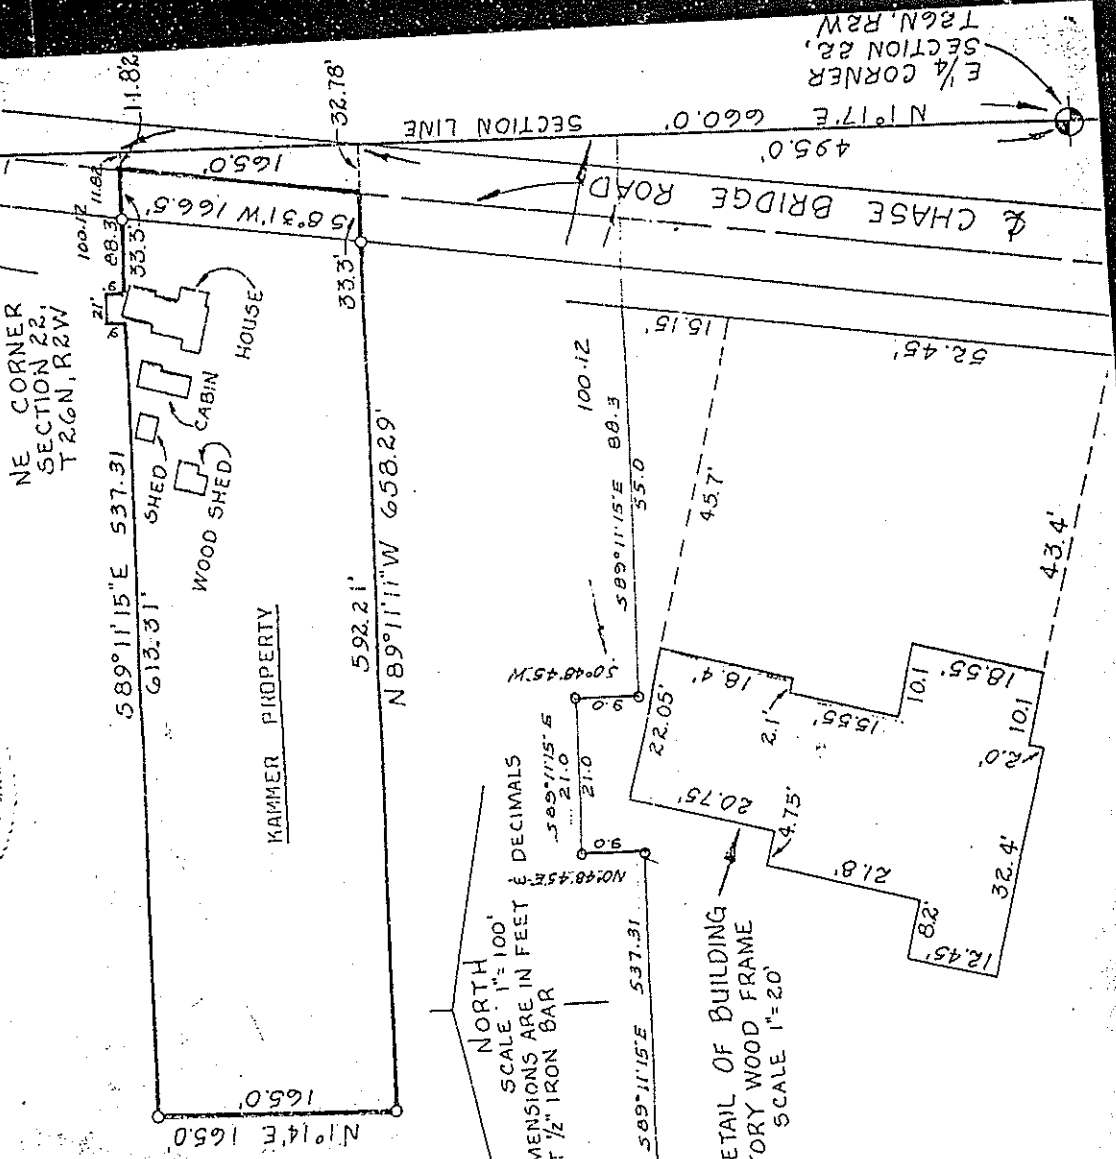 E 1/4 CORNER
SECTION 22,
T26N, R2W
N 1°17'E 660.0'
SECTION LINE
495.0'
165.0'
11.82
32.78'
11.82
℄ CHASE BRIDGE ROAD
S 8°31'W 166.5'
33.3'
33.3'
100.12
88.3
21'
9'
9'
NE CORNER
SECTION 22,
T26N, R2W
HOUSE
CABIN
SHED
WOOD SHED
S89°11'15"E 537.31
613.31'
KAMMER PROPERTY
592.21'
N 89°11'11"W 658.29'
165.0'
N 1°14'E 165.0'
NORTH
SCALE 1"= 100'
MENSIONS ARE IN FEET & DECIMALS
T 1/2" IRON BAR
S89°11'15"E 537.31
N0°48'45"E
9.0
S89°11'15"E
21.0
21.0
S0°48'45"W
9.0
S89°11'15"E 88.3
55.0
100.12
15.15'
52.45'
45.7'
43.4'
22.05'
18.4'
2.1'
15.55'
10.1
18.55'
10.1
2.0'
32.4'
12.45'
8.2'
21.8'
4.75'
20.75'
ETAIL OF BUILDING
TORY WOOD FRAME
SCALE 1"=20'